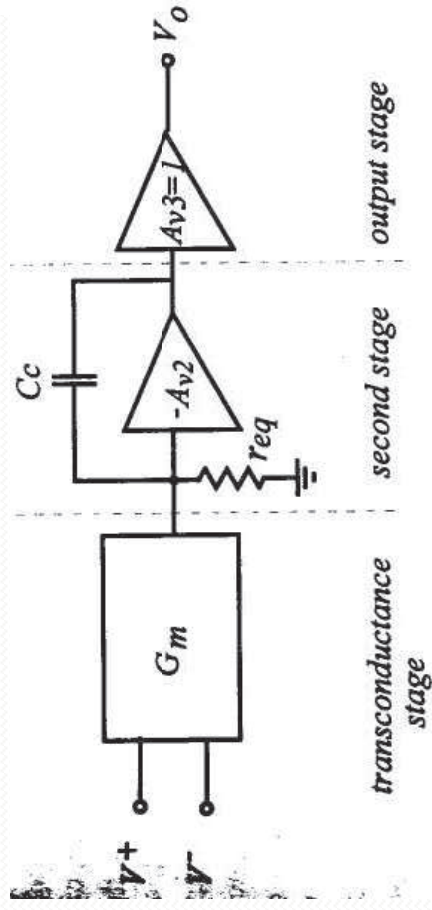 Cc
V+
V-
Gm
-Av2
req
Av3=1
Vo
transconductance
stage
second stage
output stage